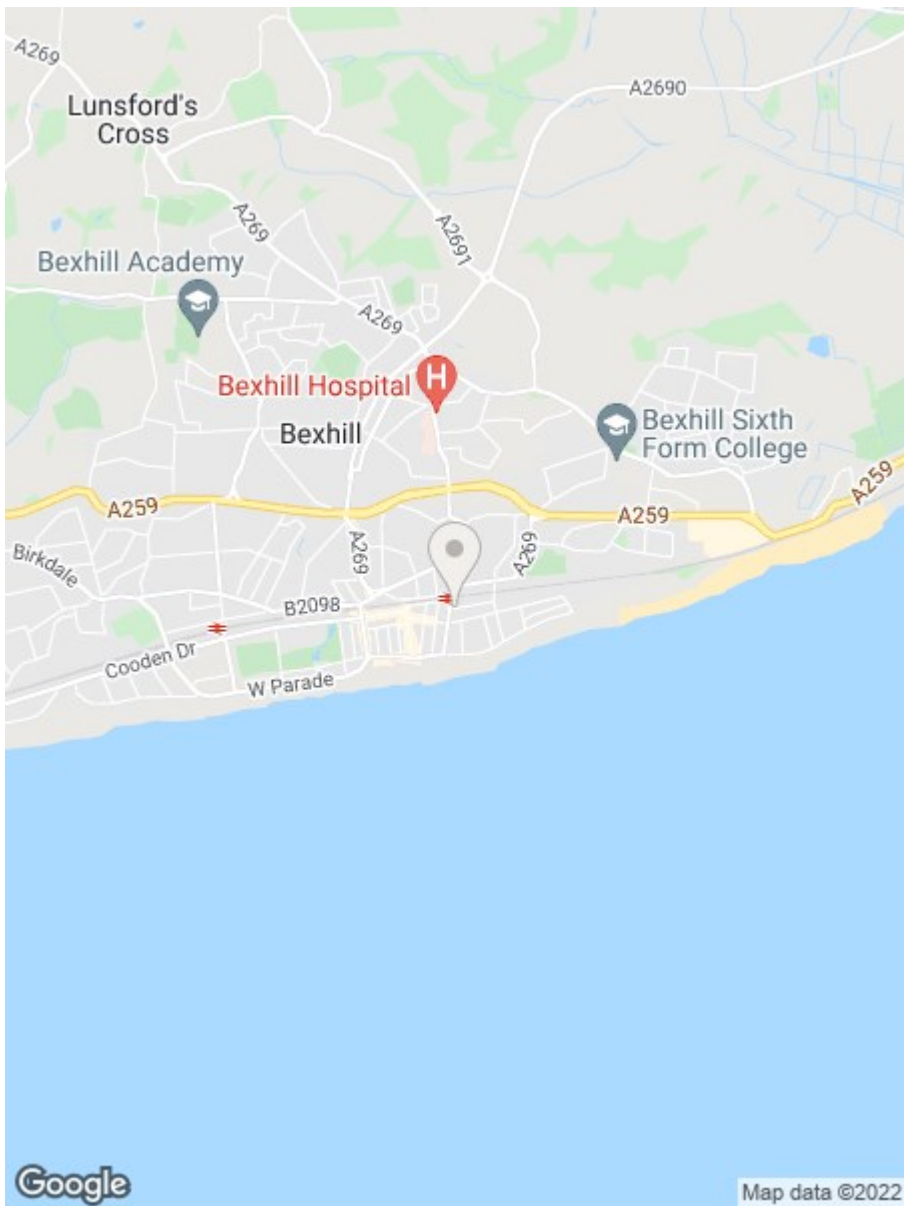 A269
A2690
Lunsford's
Cross
A269
A2691
Bexhill Academy
A269
Bexhill Hospital
H
Bexhill
Bexhill Sixth
Form College
A259
A259
A259
Birkdale
A269
A269
B2098
Cooden Dr
W Parade
Google
Map data ©2022